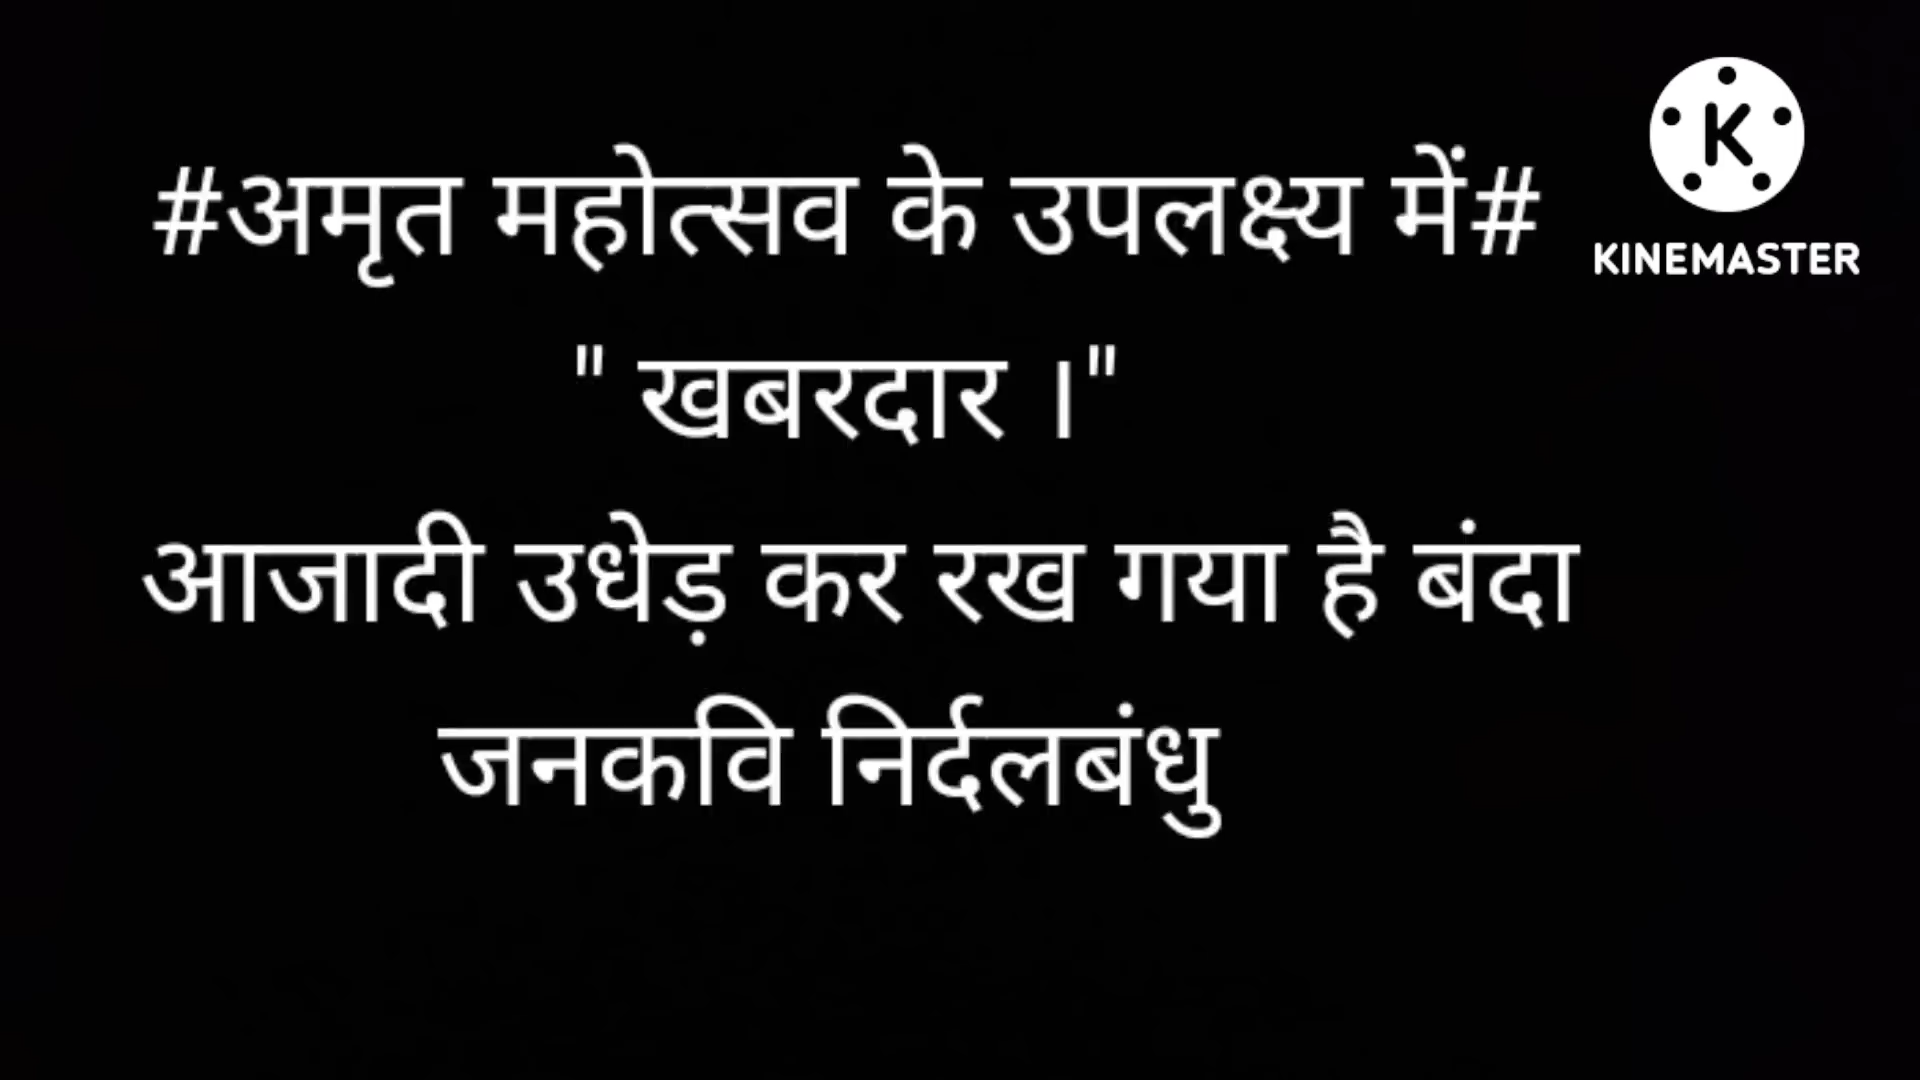 #अमृत महोत्सव के उपलक्ष्य में#
" खबरदार ।"
आजादी उधेड़ कर रख गया है बंदा
जनकवि निर्दलबंधु
K
KINEMASTER